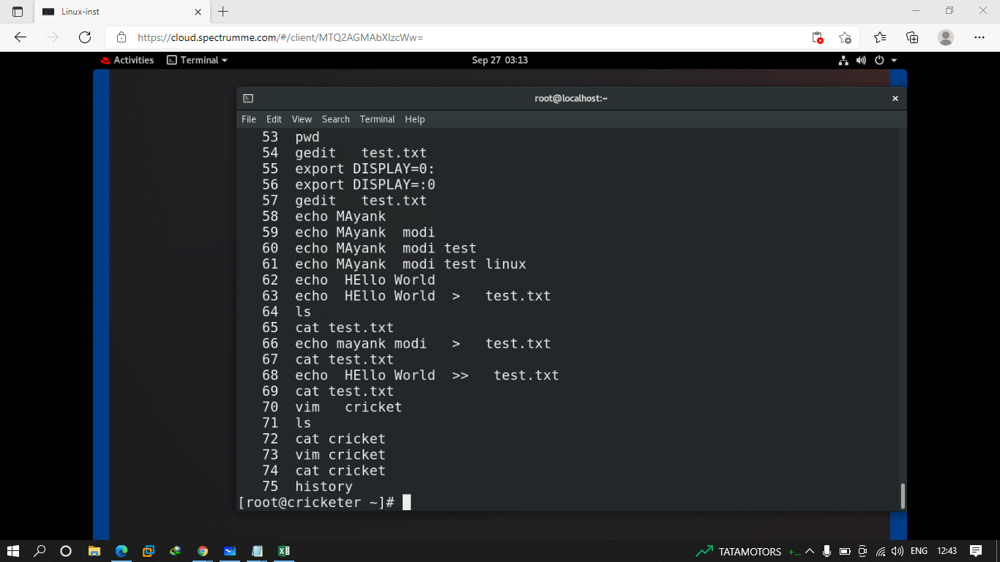 Linux-inst
https://cloud.spectrumme.com/#/client/MTQ2AGMAbXlzcWw=
Activities Terminal Sep 27 03:13
root@localhost:~
File Edit View Search Terminal Help
53 pwd
54 gedit   test.txt
55 export DISPLAY=0:
56 export DISPLAY=:0
57 gedit   test.txt
58 echo MAyank
59 echo MAyank  modi
60 echo MAyank  modi test
61 echo MAyank  modi test linux
62 echo  HEllo World
63 echo  HEllo World  >   test.txt
64 ls
65 cat test.txt
66 echo mayank modi   >   test.txt
67 cat test.txt
68 echo  HEllo World  >>   test.txt
69 cat test.txt
70 vim   cricket
71 ls
72 cat cricket
73 vim cricket
74 cat cricket
75 history
[root@cricketer ~]#
TATAMOTORS +... ENG 12:43